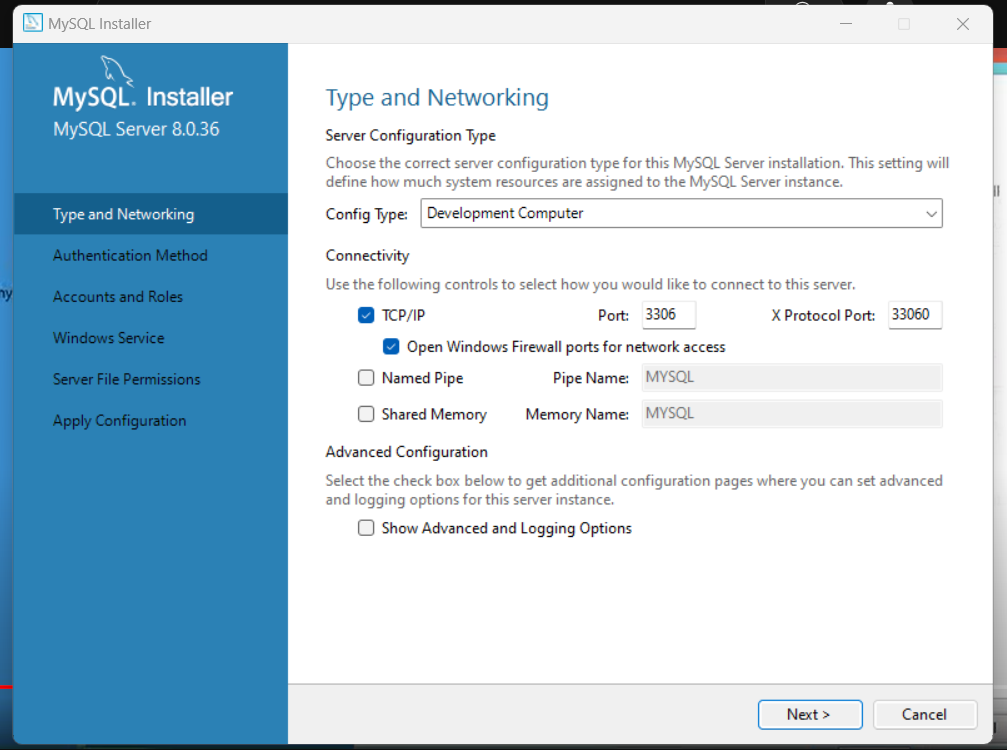 MySQL Installer
MySQL. Installer
MySQL Server 8.0.36
Type and Networking
Authentication Method
Accounts and Roles
Windows Service
Server File Permissions
Apply Configuration
Type and Networking
Server Configuration Type
Choose the correct server configuration type for this MySQL Server installation. This setting will
define how much system resources are assigned to the MySQL Server instance.
Config Type: Development Computer
Connectivity
Use the following controls to select how you would like to connect to this server.
TCP/IP Port: 3306 X Protocol Port: 33060
Open Windows Firewall ports for network access
Named Pipe Pipe Name: MYSQL
Shared Memory Memory Name: MYSQL
Advanced Configuration
Select the check box below to get additional configuration pages where you can set advanced
and logging options for this server instance.
Show Advanced and Logging Options
Next > Cancel